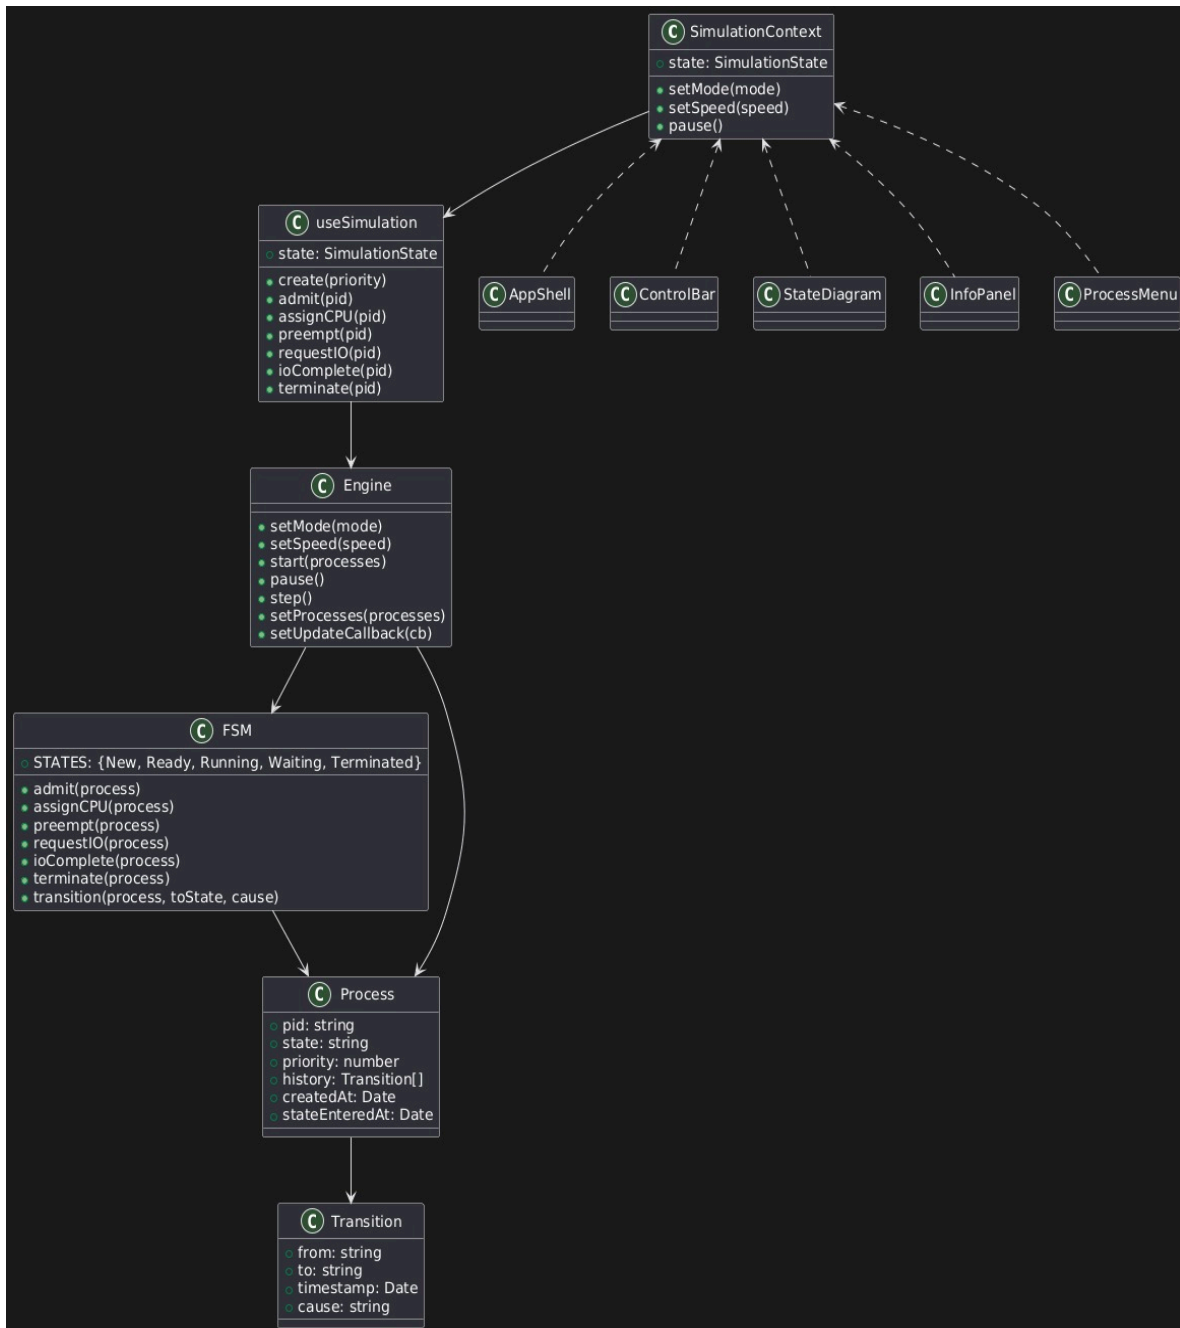 C SimulationContext
state: SimulationState
setMode(mode)
setSpeed(speed)
pause()
C useSimulation
state: SimulationState
create(priority)
admit(pid)
assignCPU(pid)
preempt(pid)
requestIO(pid)
ioComplete(pid)
terminate(pid)
C AppShell
C ControlBar
C StateDiagram
C InfoPanel
C ProcessMenu
C Engine
setMode(mode)
setSpeed(speed)
start(processes)
pause()
step()
setProcesses(processes)
setUpdateCallback(cb)
C FSM
STATES: {New, Ready, Running, Waiting, Terminated}
admit(process)
assignCPU(process)
preempt(process)
requestIO(process)
ioComplete(process)
terminate(process)
transition(process, toState, cause)
C Process
pid: string
state: string
priority: number
history: Transition[]
createdAt: Date
stateEnteredAt: Date
C Transition
from: string
to: string
timestamp: Date
cause: string